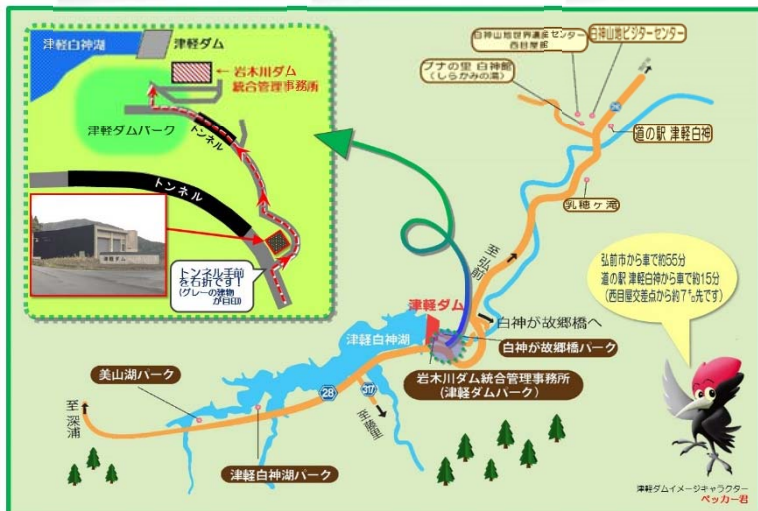 津軽白神湖
津軽ダム
岩木川ダム
統合管理事務所
津軽ダムパーク
トンネル
トンネル
津軽ダム
トンネル手前
を右折です!
(グレーの建物
が目印)
白神山地世界遺産センター
西目屋館
白神山地ビジターセンター
ブナの里 白神館
(しらかみの湯)
至弘前
28
道の駅 津軽白神
乳穂ヶ滝
至弘前
弘前市から車で約55分
道の駅 津軽白神から車で約15分
(西目屋交差点から約7㌔先です)
津軽ダム
白神が故郷橋へ
津軽白神湖
白神が故郷橋パーク
美山湖パーク
岩木川ダム統合管理事務所
(津軽ダムパーク)
28
317
至深浦
至藤里
津軽白神湖パーク
津軽ダムイメージキャラクター
ペッカー君